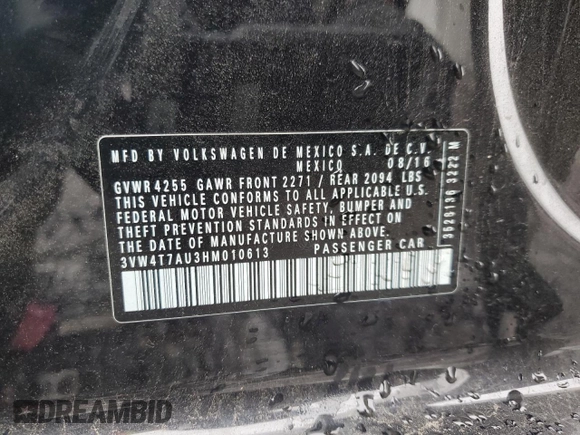 MFD BY VOLKSWAGEN DE MEXICO S.A. DE C.V.
MEXICO 08/16
GVWR 4255 GAWR FRONT 2271 / REAR 2094 LBS
THIS VEHICLE CONFORMS TO ALL APPLICABLE U.S.
FEDERAL MOTOR VEHICLE SAFETY, BUMPER AND
THEFT PREVENTION STANDARDS IN EFFECT ON
THE DATE OF MANUFACTURE SHOWN ABOVE.
3VW4T7AU3HM010613 PASSENGER CAR
3529136 3222 M
DREAMBID